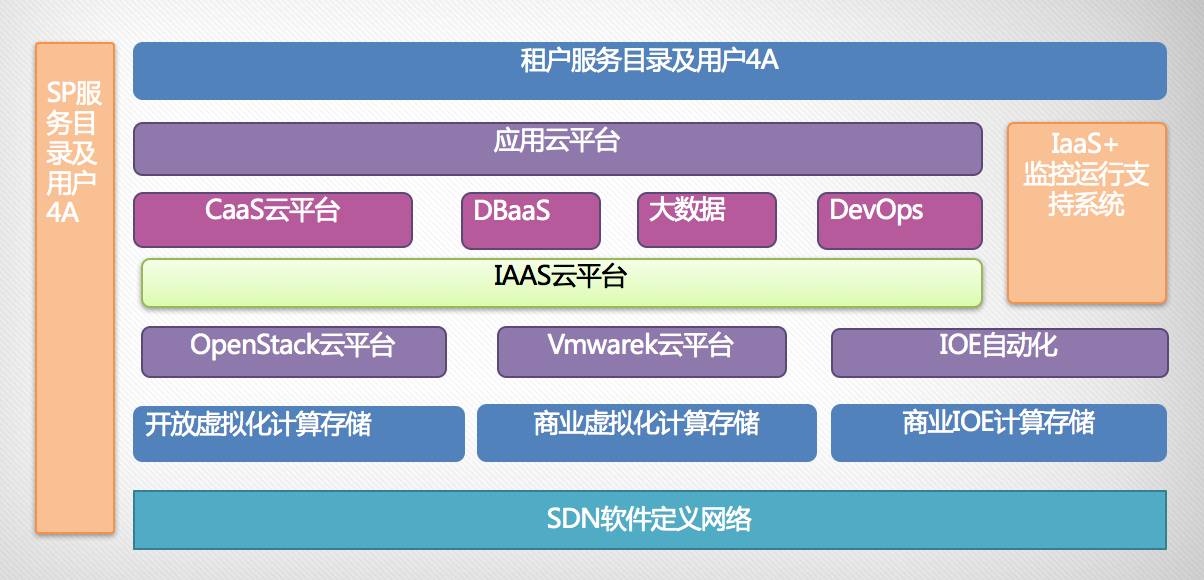 SP服
务目
录及
用户
4A
租户服务目录及用户4A
应用云平台
IaaS+
监控运行支
持系统
CaaS云平台
DBaaS
大数据
DevOps
IAAS云平台
OpenStack云平台
Vmwarek云平台
IOE自动化
开放虚拟化计算存储
商业虚拟化计算存储
商业IOE计算存储
SDN软件定义网络